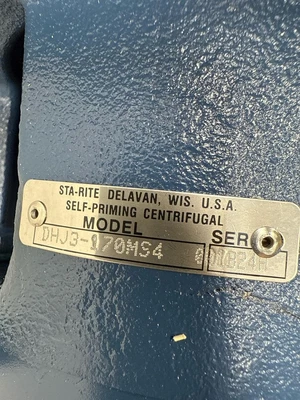 STA-RITE DELAVAN, WIS. U.S.A.
SELF-PRIMING CENTRIFUGAL
MODEL SER
DHJ3-170MS4